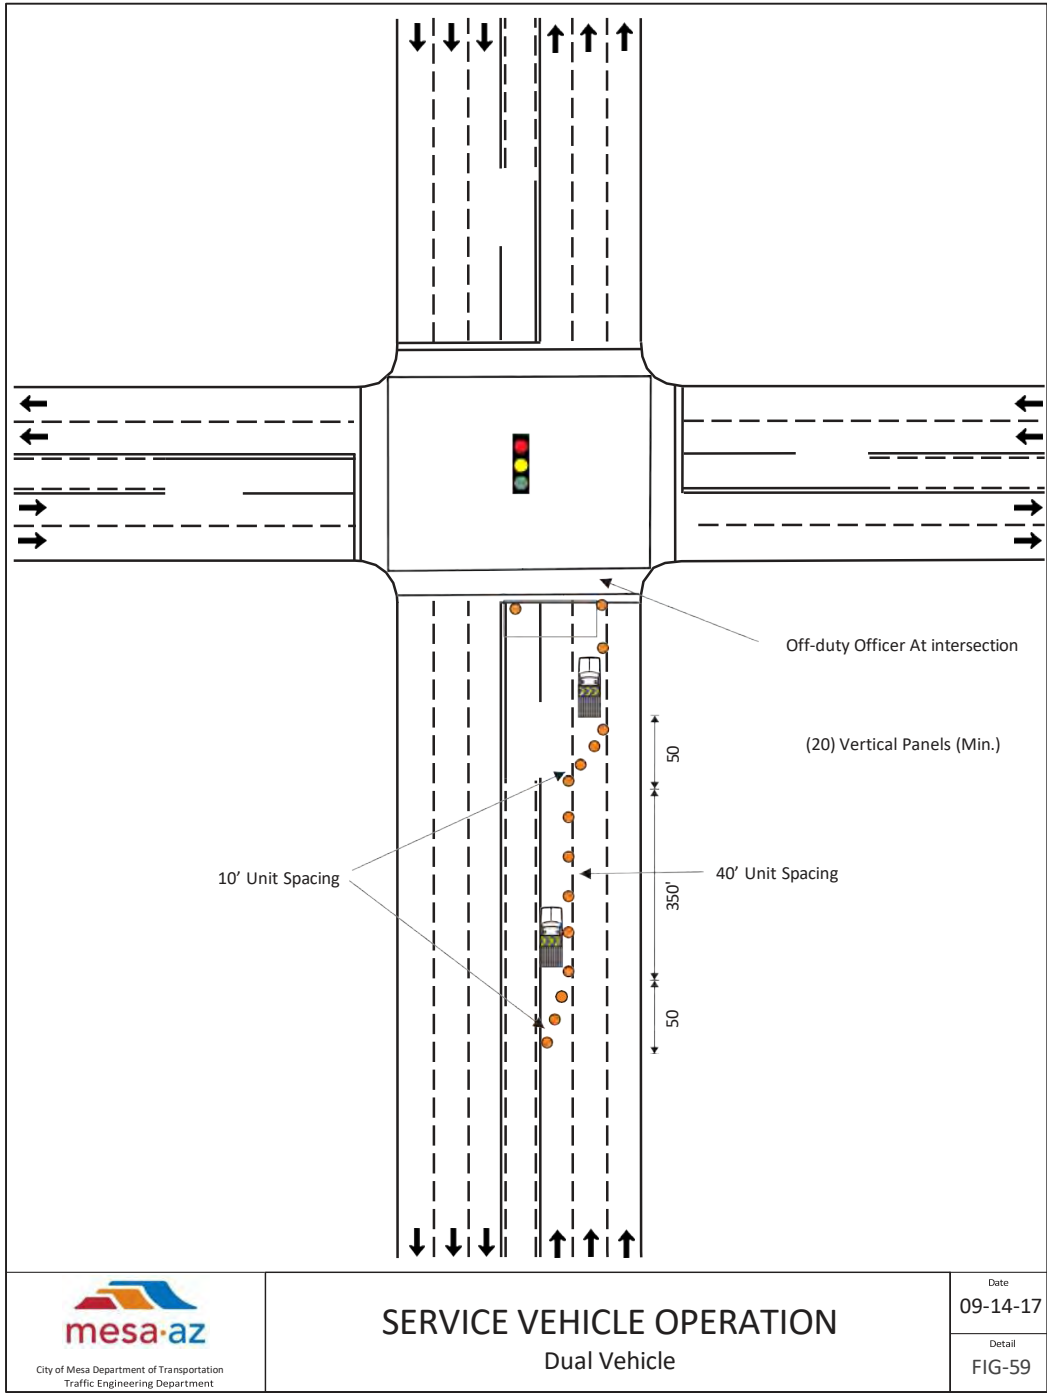 Off-duty Officer At intersection
(20) Vertical Panels (Min.)
50
10' Unit Spacing
40' Unit Spacing
350'
50
mesa·az
City of Mesa Department of Transportation
Traffic Engineering Department
SERVICE VEHICLE OPERATION
Dual Vehicle
Date
09-14-17
Detail
FIG-59